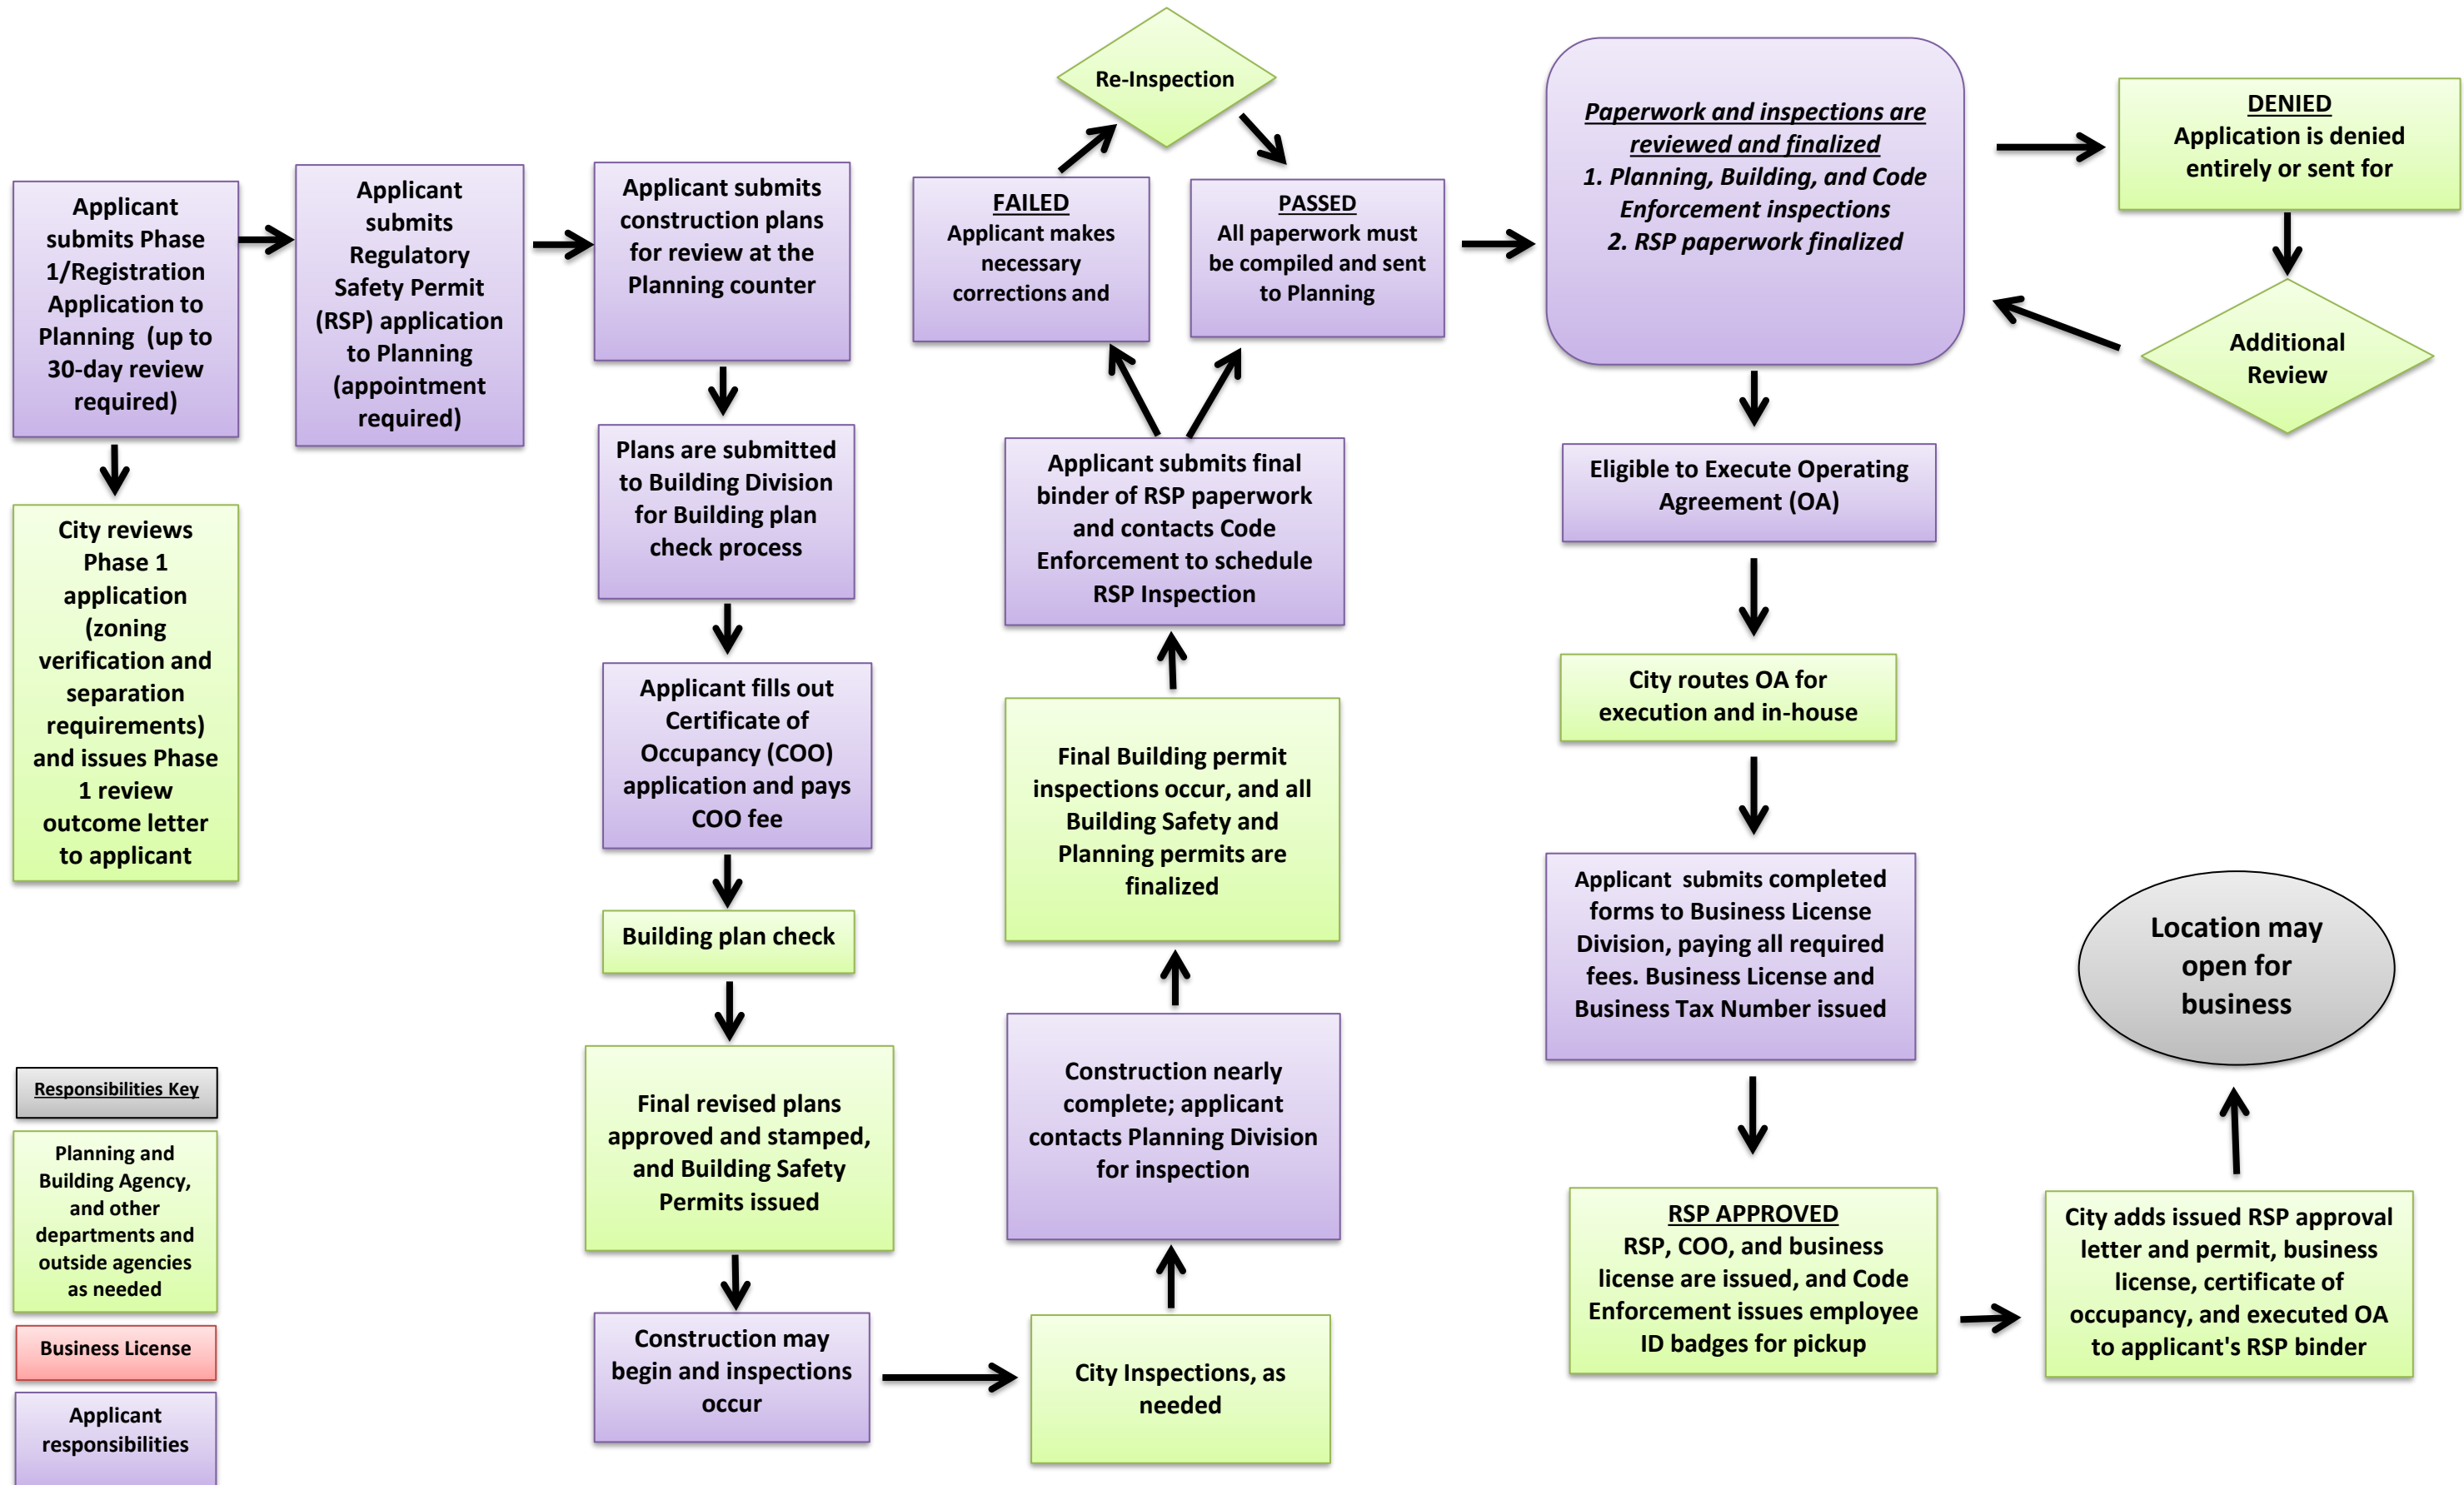 Applicant
submits Phase
1/Registration
Application to
Planning (up to
30-day review
required)
City reviews
Phase 1
application
(zoning
verification and
separation
requirements)
and issues Phase
1 review
outcome letter
to applicant
Applicant
submits
Regulatory
Safety Permit
(RSP) application
to Planning
(appointment
required)
Applicant submits
construction plans
for review at the
Planning counter
Plans are submitted
to Building Division
for Building plan
check process
Applicant fills out
Certificate of
Occupancy (COO)
application and pays
COO fee
Building plan check
Final revised plans
approved and stamped,
and Building Safety
Permits issued
Construction may
begin and inspections
occur
City Inspections, as
needed
Construction nearly
complete; applicant
contacts Planning Division
for inspection
Final Building permit
inspections occur, and all
Building Safety and
Planning permits are
finalized
Applicant submits final
binder of RSP paperwork
and contacts Code
Enforcement to schedule
RSP Inspection
FAILED
Applicant makes
necessary
corrections and
Re-Inspection
PASSED
All paperwork must
be compiled and sent
to Planning
Paperwork and inspections are
reviewed and finalized
1. Planning, Building, and Code
Enforcement inspections
2. RSP paperwork finalized
DENIED
Application is denied
entirely or sent for
Additional
Review
Eligible to Execute Operating
Agreement (OA)
City routes OA for
execution and in-house
Applicant submits completed
forms to Business License
Division, paying all required
fees. Business License and
Business Tax Number issued
RSP APPROVED
RSP, COO, and business
license are issued, and Code
Enforcement issues employee
ID badges for pickup
City adds issued RSP approval
letter and permit, business
license, certificate of
occupancy, and executed OA
to applicant's RSP binder
Location may
open for
business
Responsibilities Key
Planning and
Building Agency,
and other
departments and
outside agencies
as needed
Business License
Applicant
responsibilities